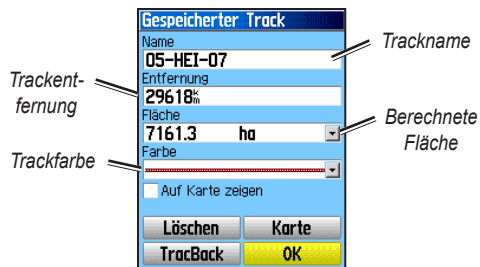 Gespeicherter Track
Name
05-HEI-07
Entfernung
29618km
Fläche
7161.3 ha
Farbe
Auf Karte zeigen
Löschen Karte
TracBack OK
Trackname
Trackent-
fernung
Berechnete
Fläche
Trackfarbe